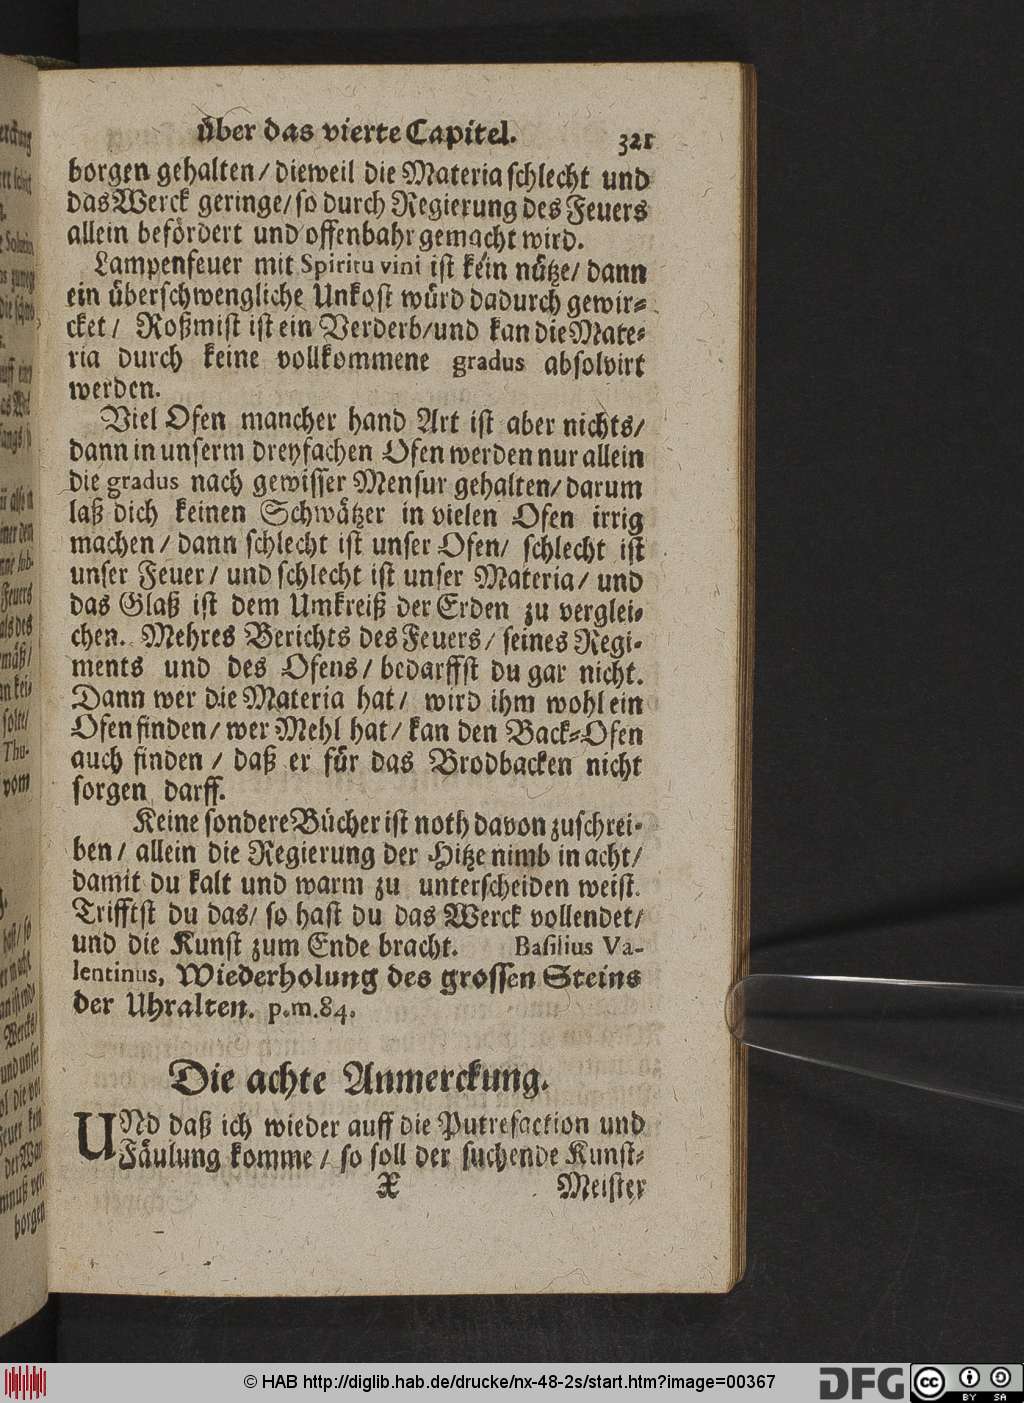 über das vierte Capitel. 321
borgen gehalten / dieweil die Materia schlecht und
das Werck geringe / so durch Regierung des Feuers
allein befördert und offenbahr gemacht wird.
Lampenfeuer mit Spiritu vini ist kein nütze / dann
ein überschwengliche Unkost würd dadurch gewir-
cket / Roßmist ist ein Verderb / und kan die Mate-
ria durch keine vollkommene gradus absolvirt
werden.
Viel Ofen mancher hand Art ist aber nichts /
dann in unserm dreyfachen Ofen werden nur allein
die gradus nach gewisser Mensur gehalten / darum
laß dich keinen Schwätzer in vielen Ofen irrig
machen / dann schlecht ist unser Ofen / schlecht ist
unser Feuer / und schlecht ist unser Materia / und
das Glaß ist dem Umkreiß der Erden zu verglei-
chen. Mehres Berichts des Feuers / seines Regi-
ments und des Ofens / bedarffst du gar nicht.
Dann wer die Materia hat / wird ihm wohl ein
Ofen finden / wer Mehl hat / kan den Back-Ofen
auch finden / daß er für das Brodbacken nicht
sorgen darff.
Keine sondere Bücher ist noth davon zuschrei-
ben / allein die Regierung der Hitze nimb in acht /
damit du kalt und warm zu unterscheiden weist.
Trifftst du das / so hast du das Werck vollendet /
und die Kunst zum Ende bracht. Basilius Va-
lentinus, Wiederholung des grossen Steins
der Uhralten. p.m. 84.
Die achte Anmerckung.
UNd daß ich wieder auff die Putrefaction und
Fäulung komme / so soll der suchende Kunst-
X Meister
borgen
© HAB http://diglib.hab.de/drucke/nx-48-2s/start.htm?image=00367
DFG
cc BY SA